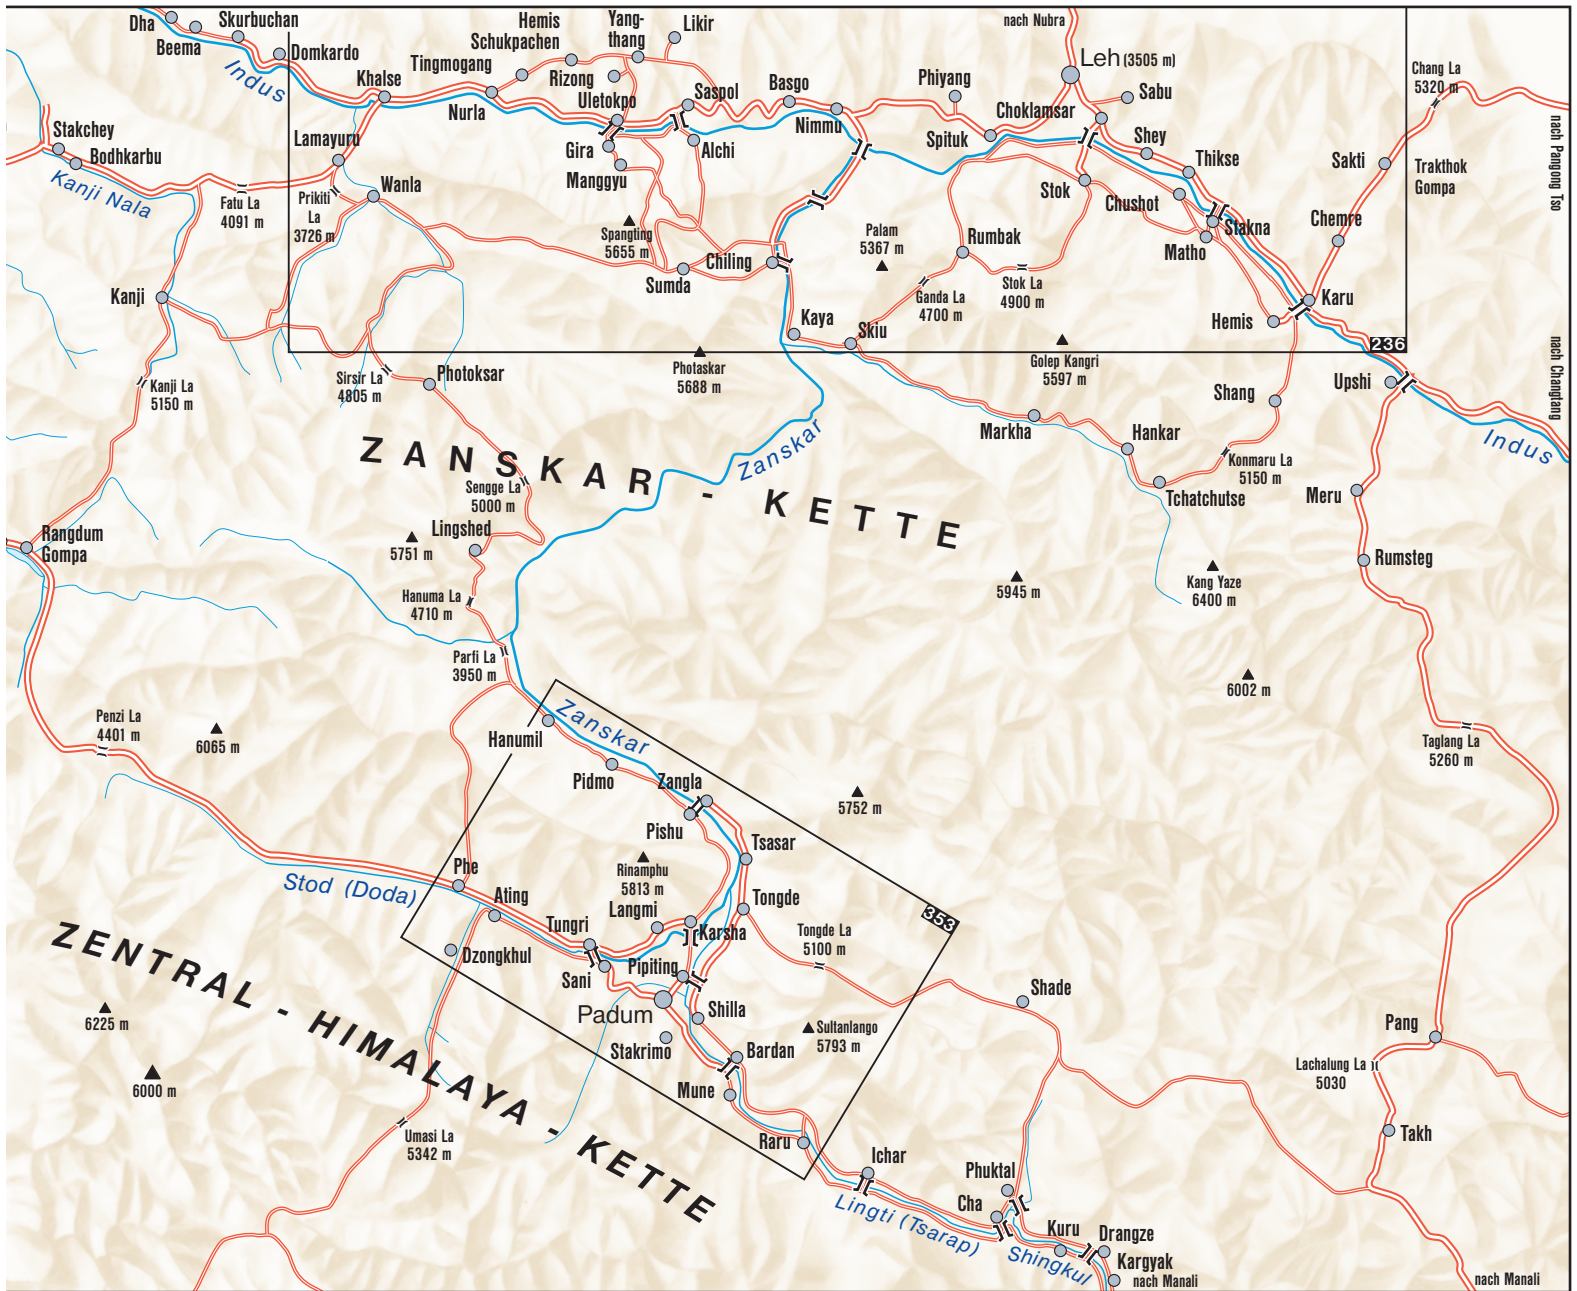 Dha
Beema
Skurbuchan
Domkardo
Indus
Khalse
Tingmogang
Hemis
Schukpachen
Yang-
thang
Likir
Rizong
Nurla
Uletokpo
Saspol
Basgo
Nimmu
Phiyang
Spituk
nach Nubra
Leh (3505 m)
Choklamsar
Sabu
Shey
Thikse
Chang La
5320 m
nach Pangong Tso
Sakti
Trakthok
Gompa
Chemre
Stakchey
Bodhkarbu
Kanji Nala
Lamayuru
Fatu La
4091 m
Prikiti
La
3726 m
Wanla
Gira
Manggyu
Alchi
Spangting
5655 m
Sumda
Chiling
Palam
5367 m
Rumbak
Stok
Chushot
Stakna
Matho
Ganda La
4700 m
Stok La
4900 m
Hemis
Karu
Kanji
Kaya
Skiu
236
Kanji La
5150 m
Sirsir La
4805 m
Photoksar
Photaskar
5688 m
Golep Kangri
5597 m
Shang
Upshi
nach Changtang
Indus
Markha
Hankar
Konmaru La
5150 m
Tchatchutse
Meru
ZANSKAR - KETTE
Zanskar
Sengge La
5000 m
Lingshed
5751 m
Rangdum
Gompa
Hanuma La
4710 m
5945 m
Kang Yaze
6400 m
Rumsteg
Parfi La
3950 m
6002 m
Penzi La
4401 m
6065 m
Hanumil
Zanskar
Pidmo
Zangla
Pishu
5752 m
Taglang La
5260 m
Tsasar
Rinamphu
5813 m
Phe
Stod (Doda)
Ating
Langmi
Tongde
Tungri
Karsha
Tongde La
5100 m
353
Dzongkhul
Sani
Pipiting
Padum
Shilla
Shade
ZENTRAL - HIMALAYA - KETTE
6225 m
6000 m
Stakrimo
Sultanlango
5793 m
Bardan
Mune
Pang
Lachalung La
5030
Takh
Umasi La
5342 m
Raru
Ichar
Lingti (Tsarap)
Phuktal
Cha
Kuru
Shingkul
Drangze
Kargyak
nach Manali
nach Manali